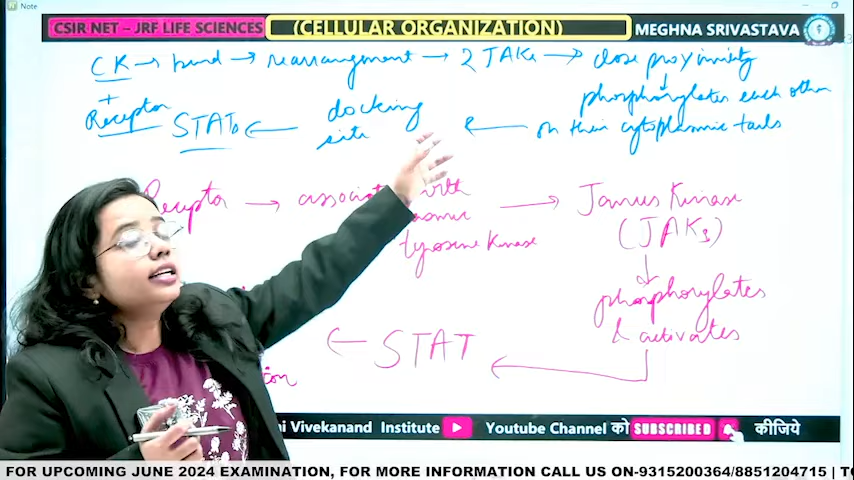 Note
CSIR NET – JRF LIFE SCIENCES
(CELLULAR ORGANIZATION)
MEGHNA SRIVASTAVA
CK → bind → rearrangement → 2 JAKs → close proximity
+
Receptor
phosphorylates each other
on their cytoplasmic tails
docking
site
STATs
Receptor → associat with → Janus Kinase
tyrosine kinase
(JAKs)
phosphorylates
& activates
STAT
Vivekanand Institute
Youtube Channel को SUBSCRIBED कीजिये
FOR UPCOMING JUNE 2024 EXAMINATION, FOR MORE INFORMATION CALL US ON-9315200364/8851204715 |